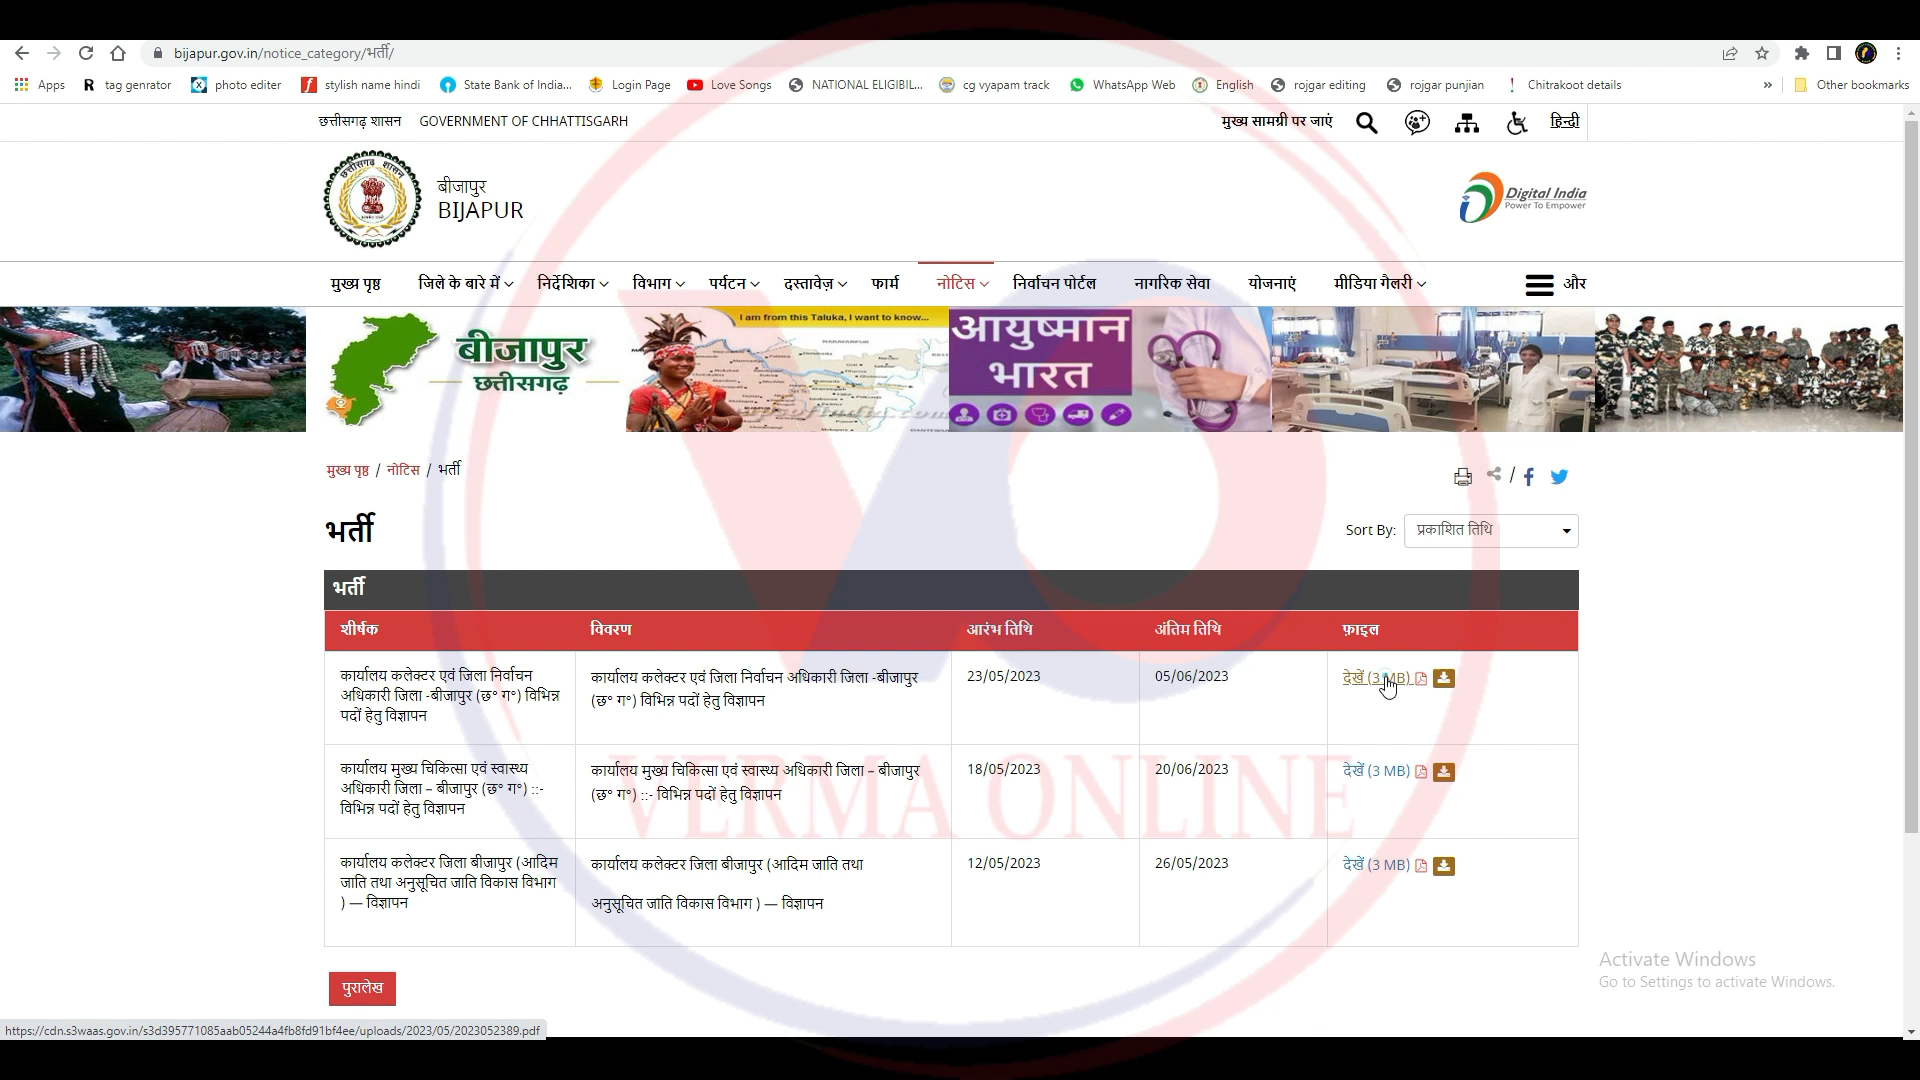 bijapur.gov.in/notice_category/भर्ती/
Apps tag genrator photo editer stylish name hindi State Bank of India... Login Page Love Songs NATIONAL ELIGIBIL... cg vyapam track WhatsApp Web English rojgar editing rojgar punjian Chitrakoot details » Other bookmarks
छत्तीसगढ़ शासन GOVERNMENT OF CHHATTISGARH मुख्य सामग्री पर जाएं हिन्दी
बीजापुर
BIJAPUR
Digital India
Power To Empower
मुख्य पृष्ठ जिले के बारे में निर्देशिका विभाग पर्यटन दस्तावेज़ फार्म नोटिस निर्वाचन पोर्टल नागरिक सेवा योजनाएं मीडिया गैलरी और
I am from this Taluka, I want to know...
बीजापुर
छत्तीसगढ़
आयुष्मान
भारत
मुख्य पृष्ठ / नोटिस / भर्ती
भर्ती
Sort By: प्रकाशित तिथि
भर्ती
शीर्षक विवरण आरंभ तिथि अंतिम तिथि फ़ाइल
कार्यालय कलेक्टर एवं जिला निर्वाचन
अधिकारी जिला -बीजापुर (छ° ग°) विभिन्न
पदों हेतु विज्ञापन
कार्यालय कलेक्टर एवं जिला निर्वाचन अधिकारी जिला -बीजापुर
(छ° ग°) विभिन्न पदों हेतु विज्ञापन
23/05/2023 05/06/2023 देखें (3 MB)
कार्यालय मुख्य चिकित्सा एवं स्वास्थ्य
अधिकारी जिला – बीजापुर (छ° ग°) ::-
विभिन्न पदों हेतु विज्ञापन
कार्यालय मुख्य चिकित्सा एवं स्वास्थ्य अधिकारी जिला – बीजापुर
(छ° ग°) ::- विभिन्न पदों हेतु विज्ञापन
18/05/2023 20/06/2023 देखें (3 MB)
VERMA ONLINE
कार्यालय कलेक्टर जिला बीजापुर (आदिम
जाति तथा अनुसूचित जाति विकास विभाग
) — विज्ञापन
कार्यालय कलेक्टर जिला बीजापुर (आदिम जाति तथा
अनुसूचित जाति विकास विभाग ) — विज्ञापन
12/05/2023 26/05/2023 देखें (3 MB)
पुरालेख
Activate Windows
Go to Settings to activate Windows.
https://cdn.s3waas.gov.in/s3d395771085aab05244a4fb8fd91bf4ee/uploads/2023/05/2023052389.pdf